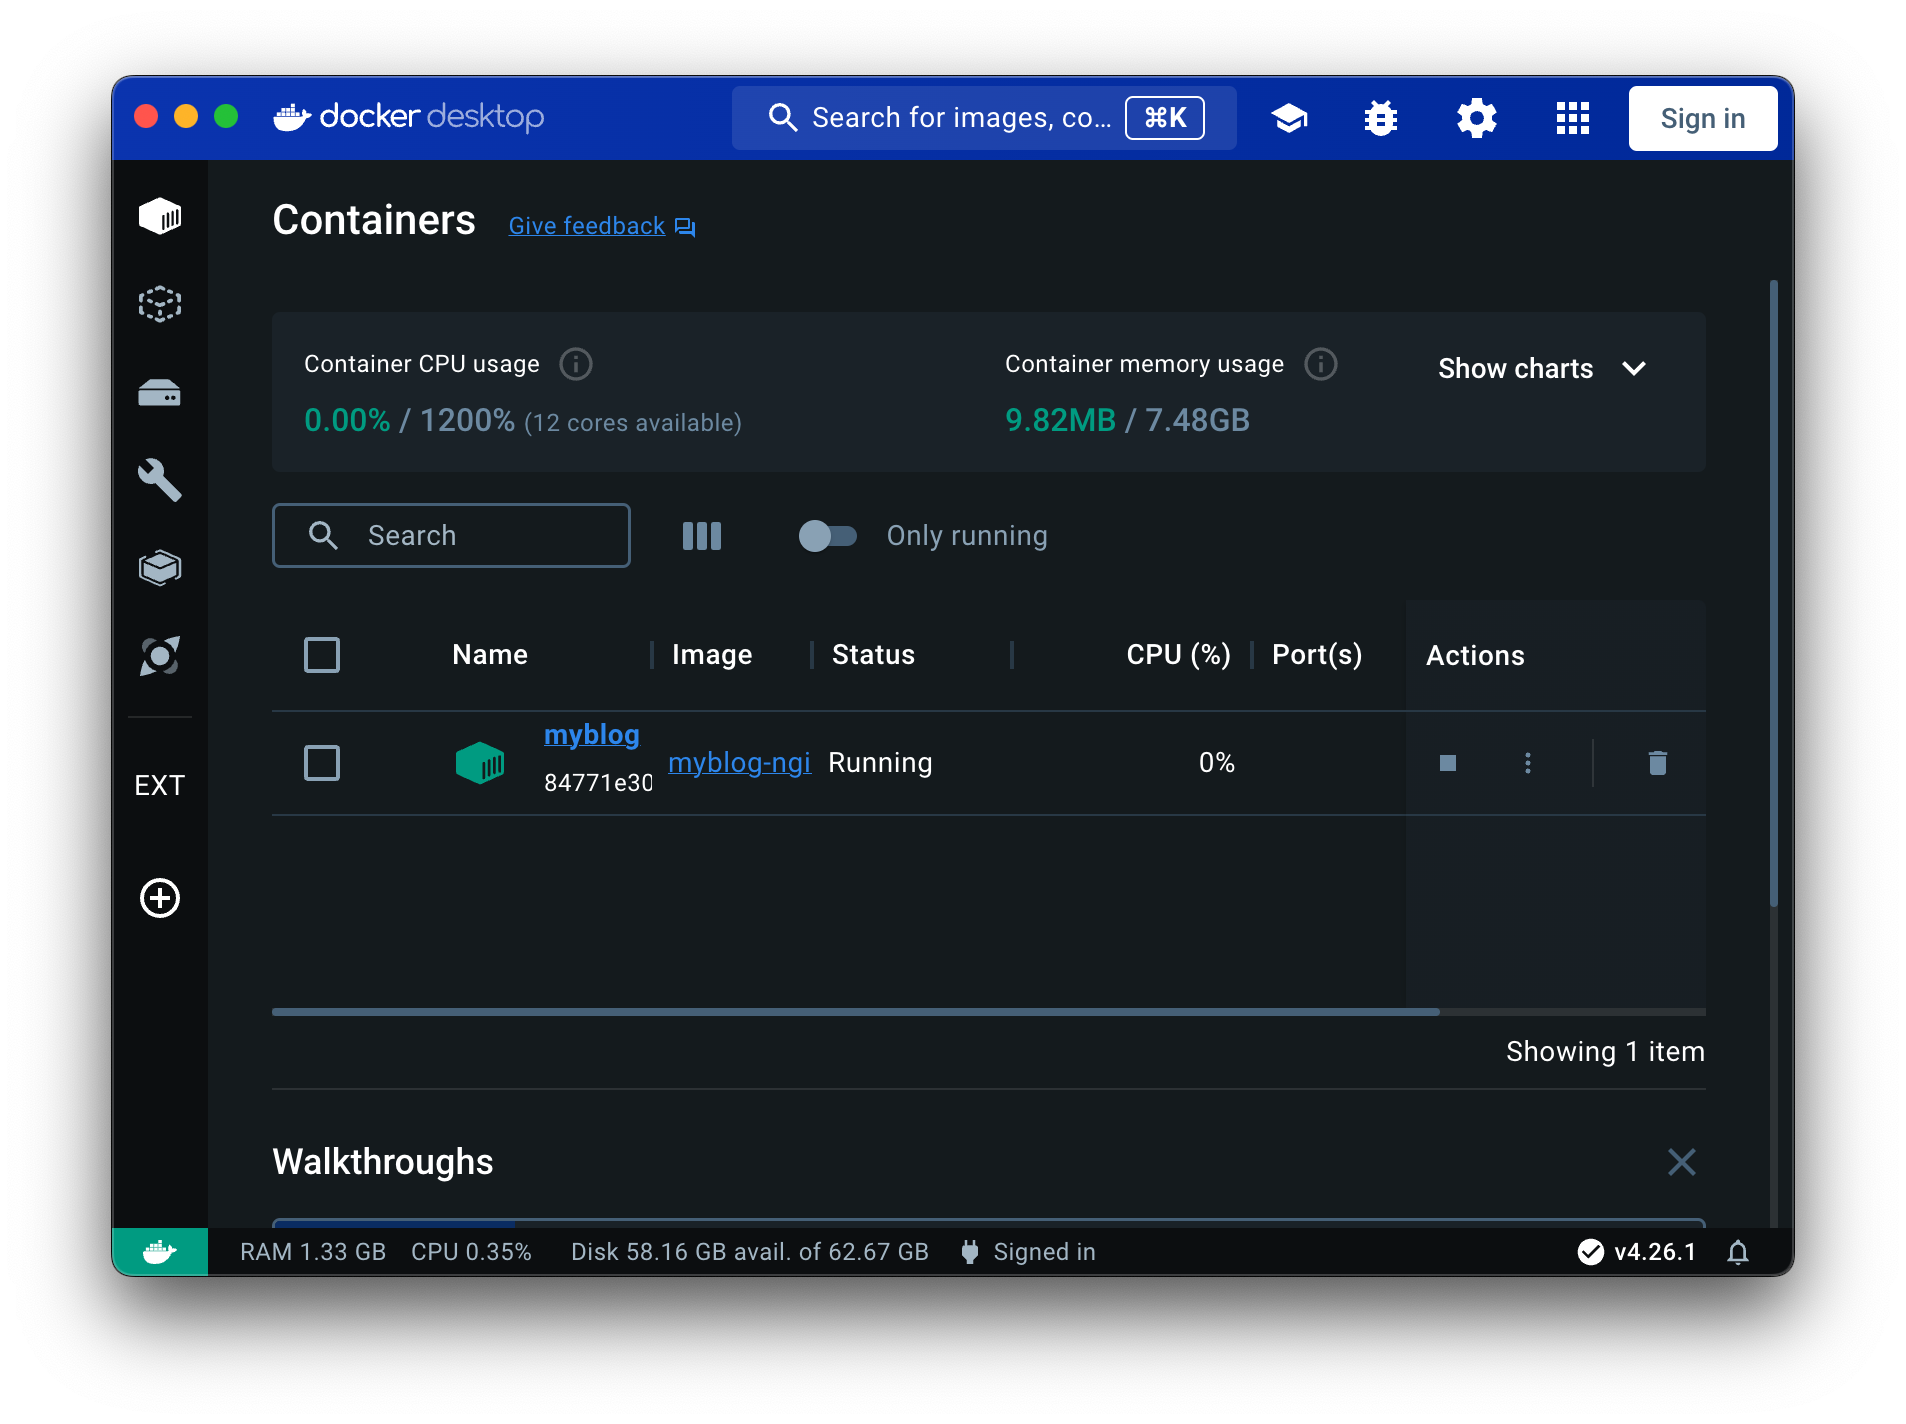 docker desktop
Search for images, co... ⌘K
Sign in
Containers
Give feedback
Container CPU usage
0.00% / 1200% (12 cores available)
Container memory usage
9.82MB / 7.48GB
Show charts
Search
Only running
Name Image Status CPU (%) Port(s) Actions
myblog
84771e30
myblog-ngi
Running
0%
EXT
Showing 1 item
Walkthroughs
RAM 1.33 GB CPU 0.35% Disk 58.16 GB avail. of 62.67 GB Signed in
v4.26.1